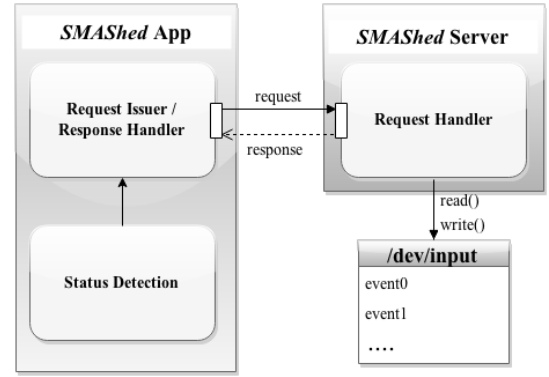 SMAShed App
Request Issuer /
Response Handler
Status Detection
request
response
SMAShed Server
Request Handler
read()
write()
/dev/input
event0
event1
....